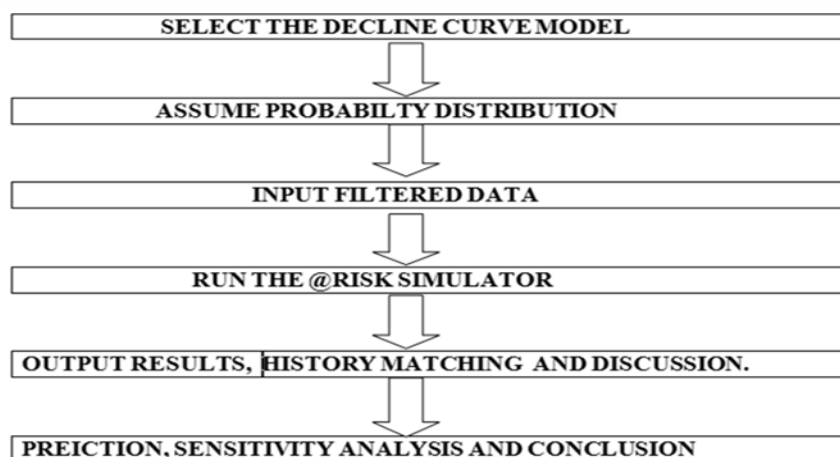 SELECT THE DECLINE CURVE MODEL
ASSUME PROBABILTY DISTRIBUTION
INPUT FILTERED DATA
RUN THE @RISK SIMULATOR
OUTPUT RESULTS, HISTORY MATCHING AND DISCUSSION.
PREICTION, SENSITIVITY ANALYSIS AND CONCLUSION